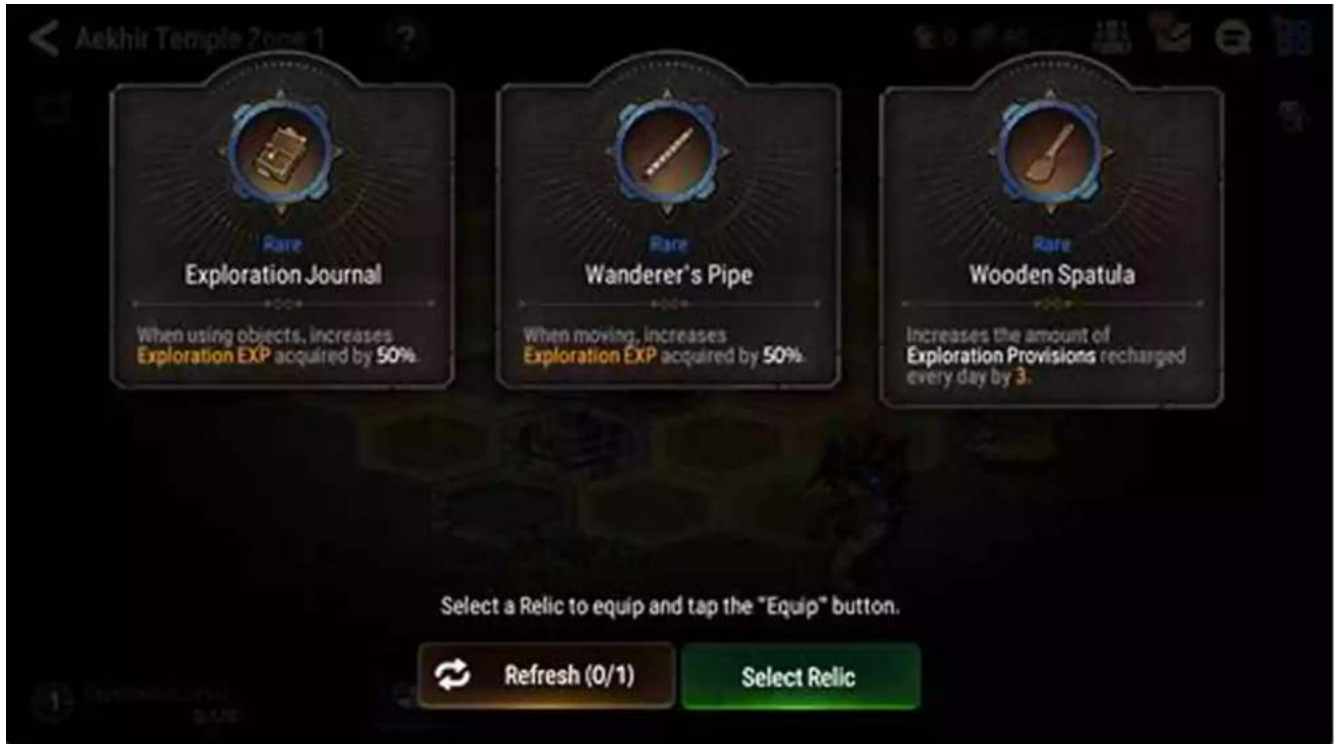 Aekhir Temple Zone 1
?
Rare
Exploration Journal
When using objects, increases
Exploration EXP acquired by 50%.
Rare
Wanderer's Pipe
When moving, increases
Exploration EXP acquired by 50%.
Rare
Wooden Spatula
Increases the amount of
Exploration Provisions recharged
every day by 3.
Select a Relic to equip and tap the "Equip" button.
Refresh (0/1)
Select Relic
1